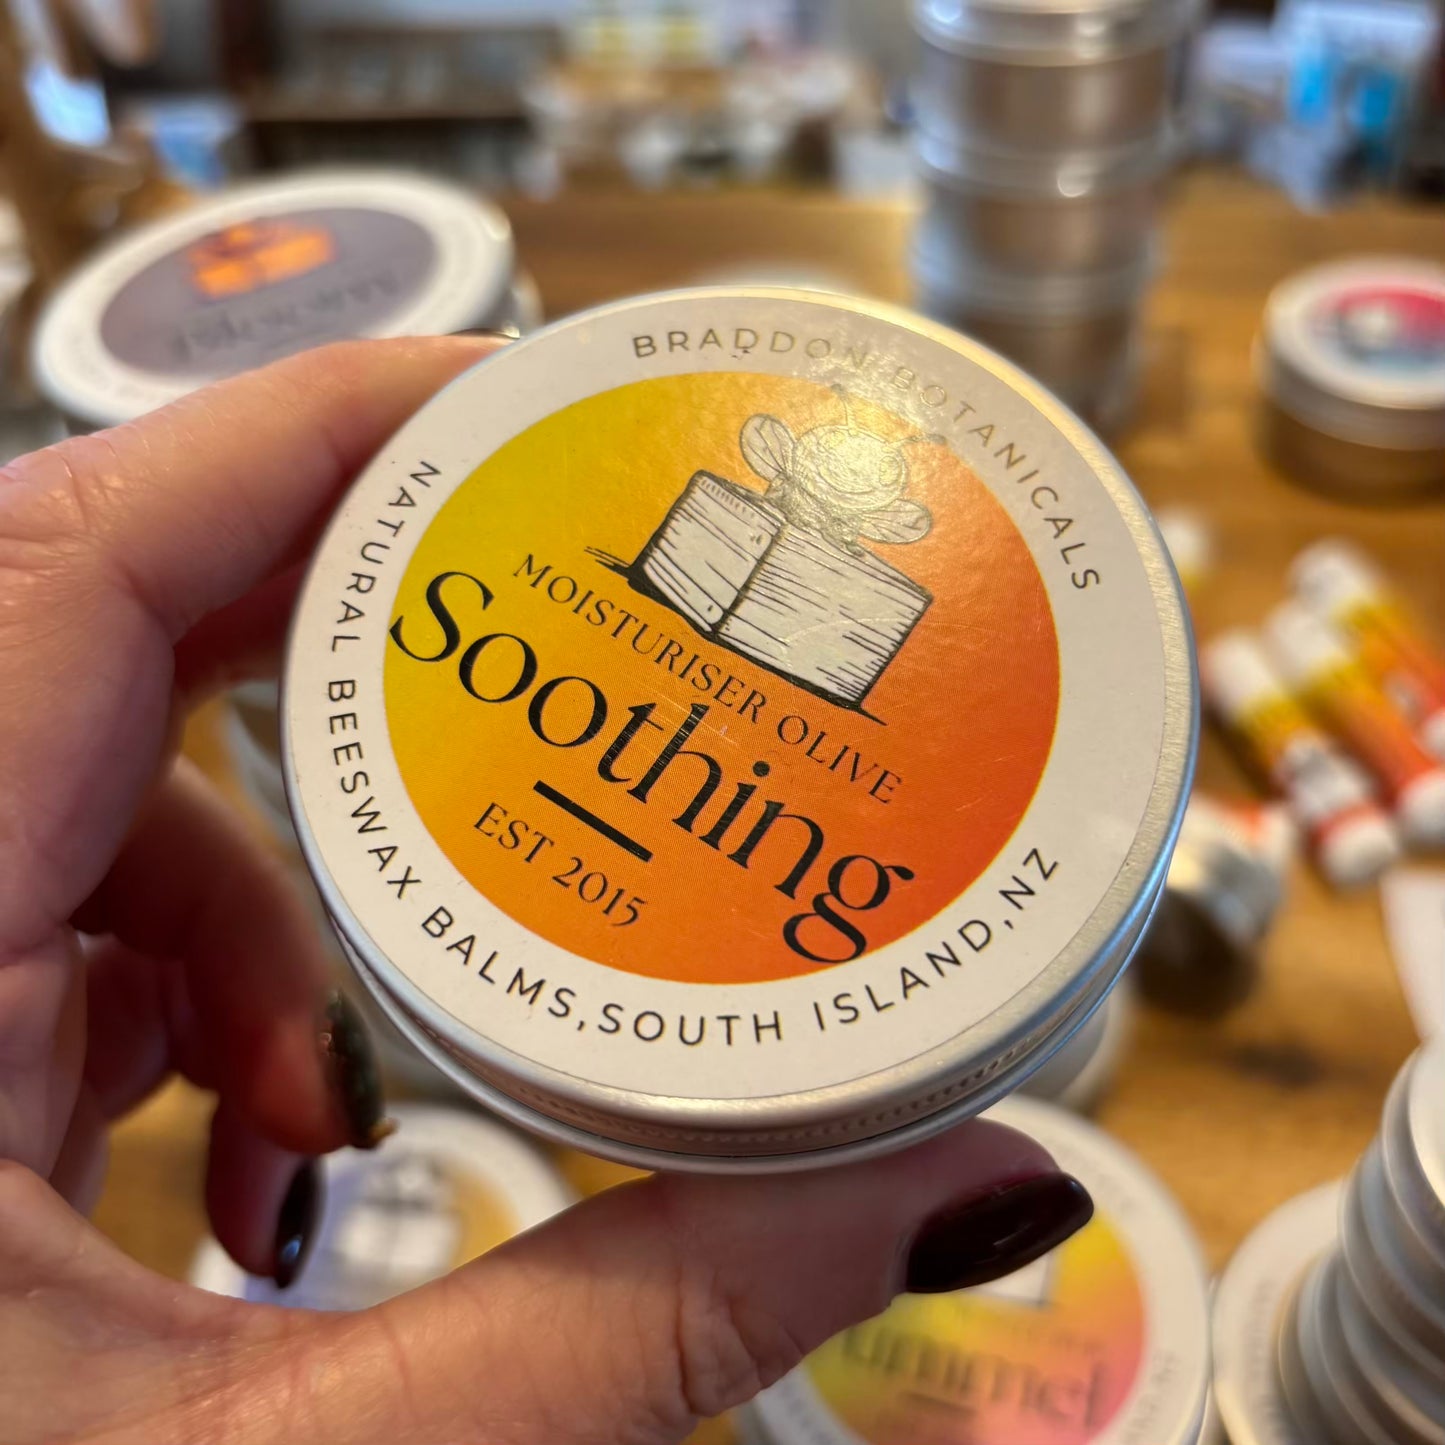 BRADDON BOTANICALS
MOISTURISER OLIVE
Soothing
EST 2015
NATURAL BEESWAX BALMS,SOUTH ISLAND,NZ